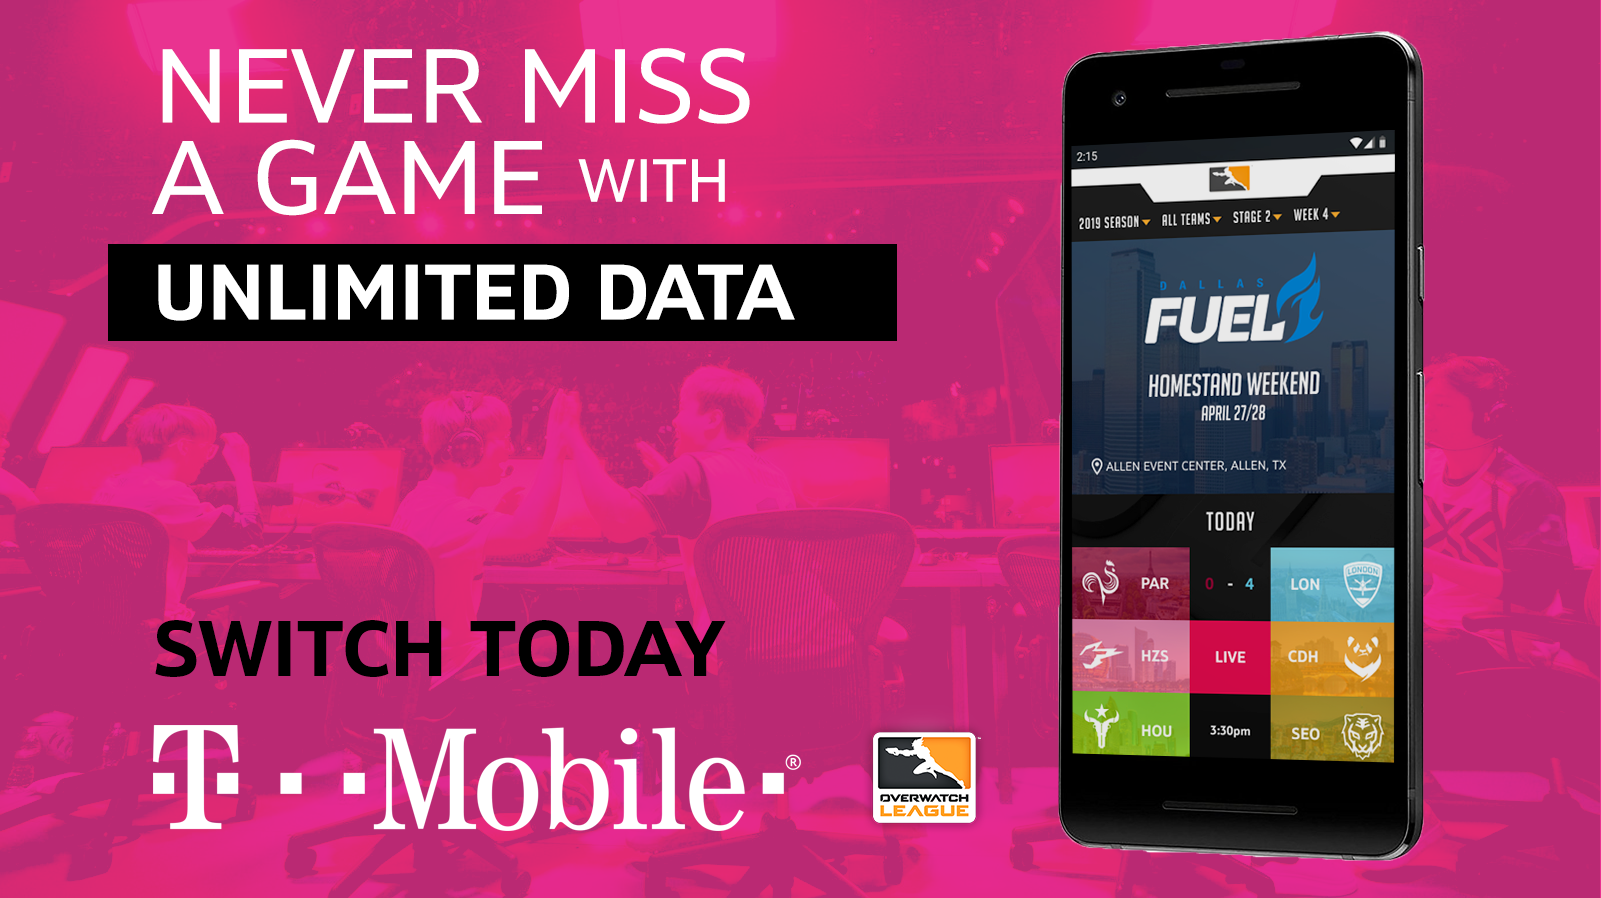 NEVER MISS
A GAME WITH
UNLIMITED DATA
SWITCH TODAY
T Mobile ®
OVERWATCH
LEAGUE
™
2:15
2019 SEASON ALL TEAMS STAGE 2 WEEK 4
DALLAS
FUEL
HOMESTAND WEEKEND
APRIL 27/28
ALLEN EVENT CENTER, ALLEN, TX
TODAY
PAR 0 - 4 LON LONDON
HZS LIVE CDH
HOU 3:30pm SEO